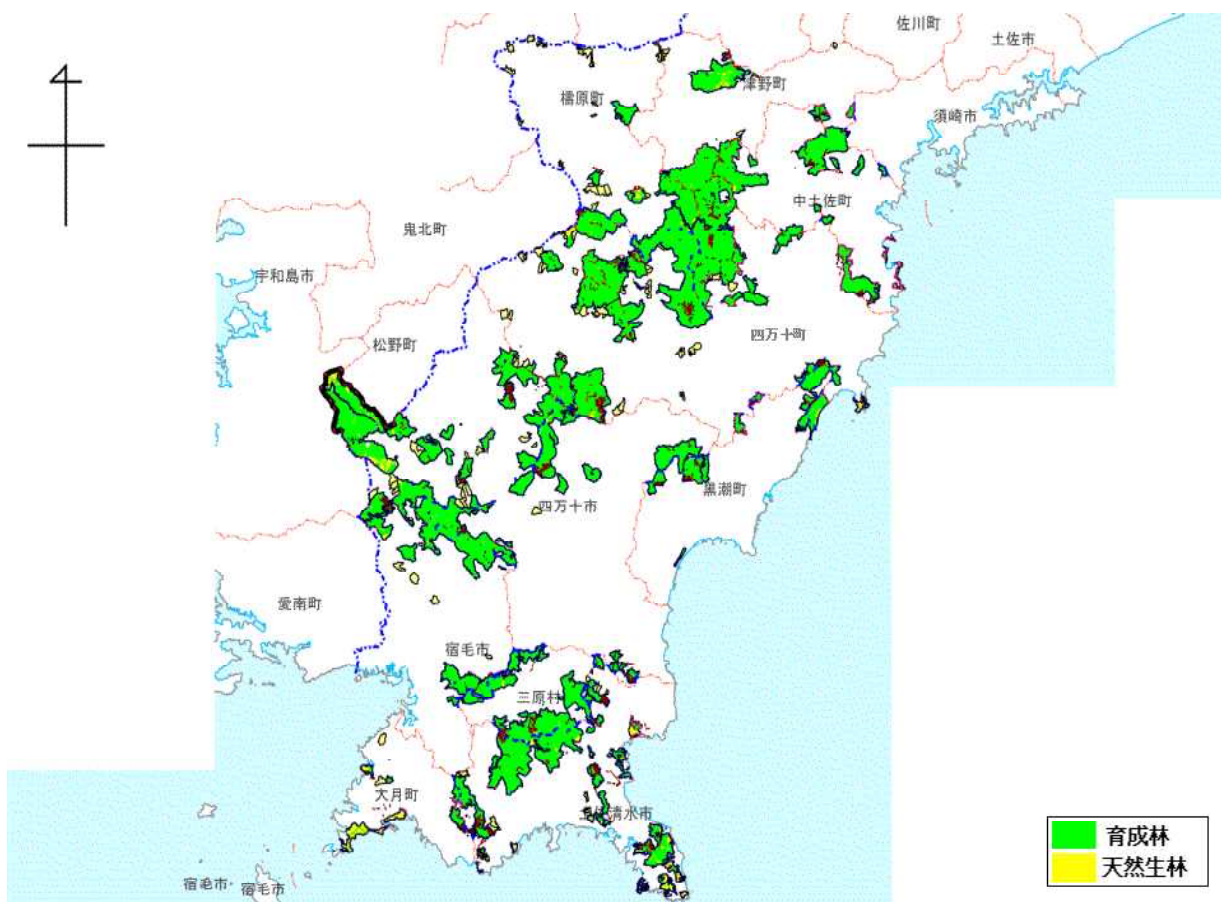 佐川町
土佐市
津野町
梼原町
須崎市
中土佐町
鬼北町
宇和島市
四万十町
松野町
黒潮町
四万十市
愛南町
宿毛市
三原村
大月町
土佐清水市
宿毛市
宿毛市
育成林
天然生林